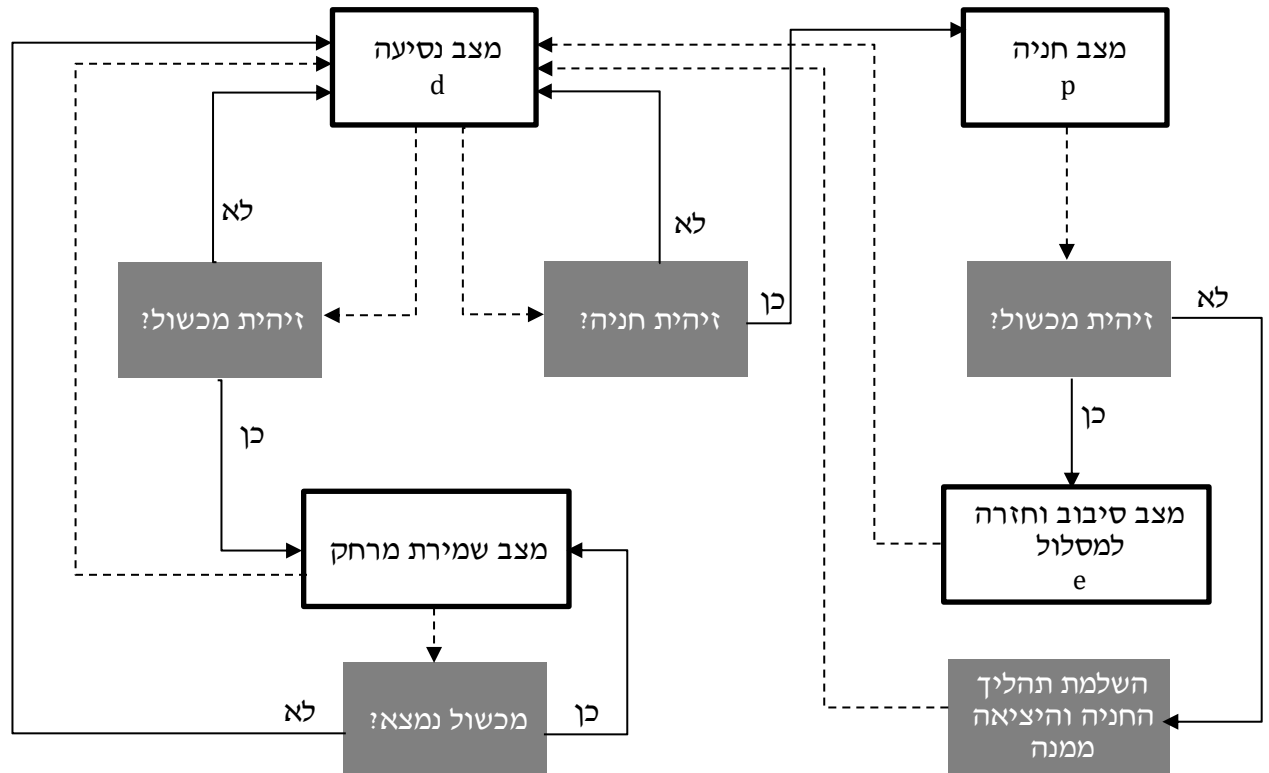 מצב נסיעה
d
מצב חניה
p
לא
לא
זיהית מכשול?
זיהית חניה?
כן
זיהית מכשול?
לא
כן
כן
מצב שמירת מרחק
מצב סיבוב וחזרה
למסלול
e
לא
מכשול נמצא?
כן
השלמת תהליך
החניה והיציאה
ממנה